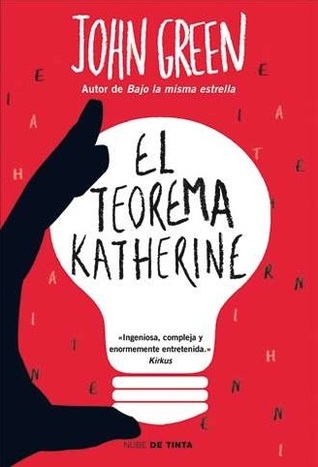 JOHN GREEN
Autor de Bajo la misma estrella
EL
TEOREMA
KATHERINE
«Ingeniosa, compleja y
enormemente entretenida.»
Kirkus
NUBE DE TINTA